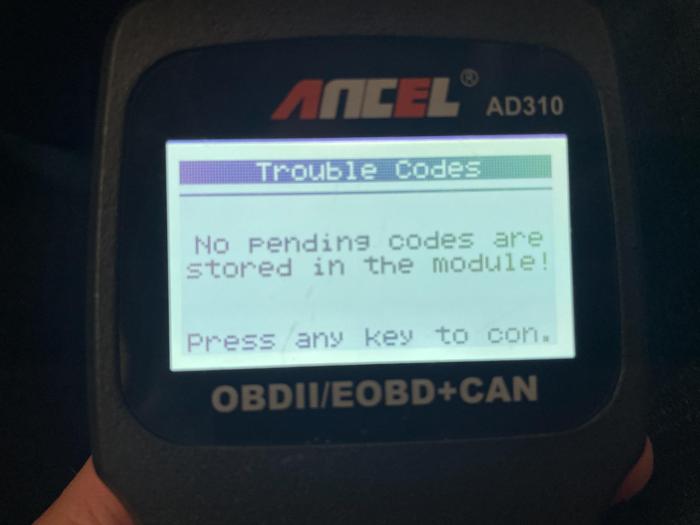 ANCEL®
AD310
Trouble Codes
No pending codes are
stored in the module!
Press any key to con.
OBDII/EOBD+CAN